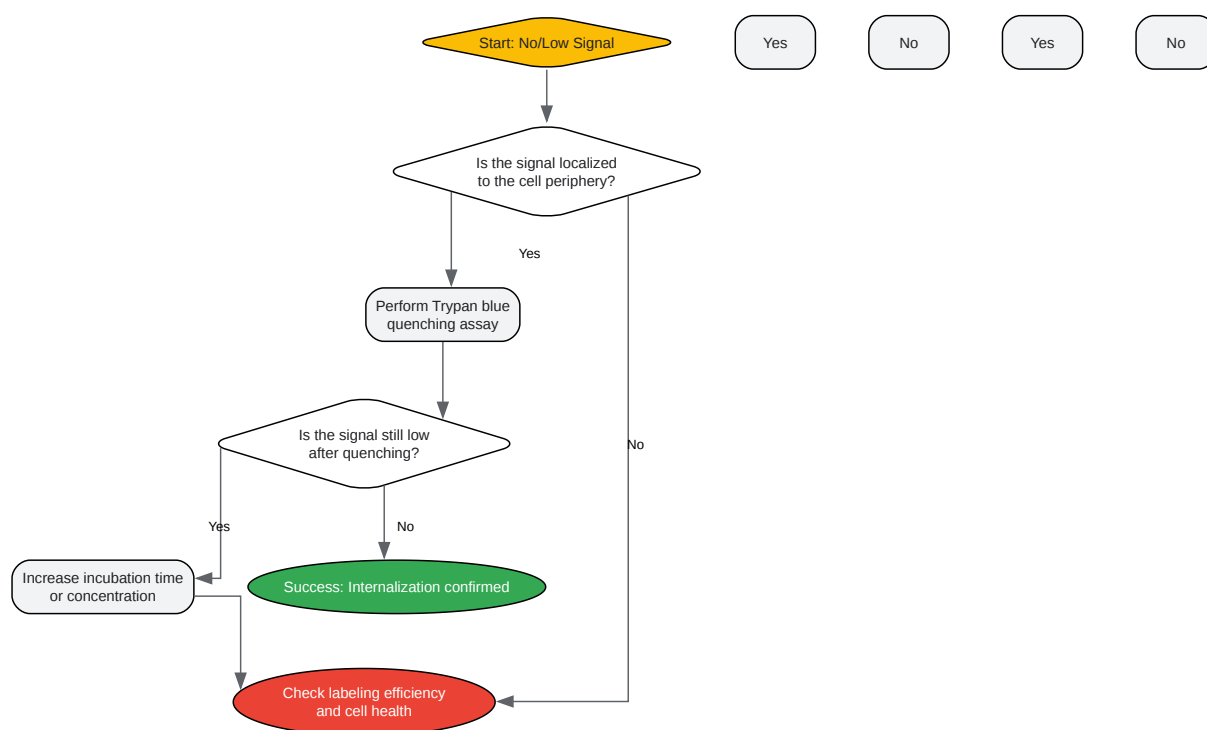 Start: No/Low Signal
Yes
No
Yes
No
Is the signal localized
to the cell periphery?
Yes
Perform Trypan blue
quenching assay
Is the signal still low
after quenching?
No
Yes
No
Increase incubation time
or concentration
Success: Internalization confirmed
Check labeling efficiency
and cell health